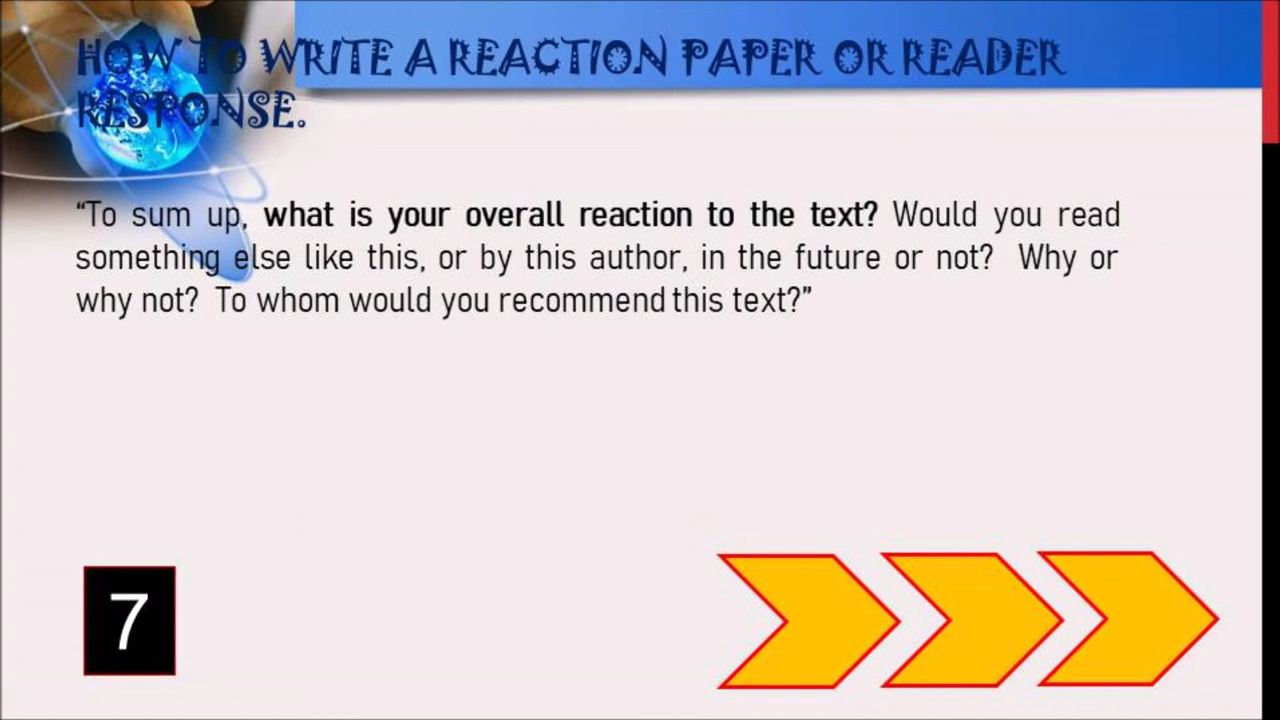 HOW TO WRITE A REACTION PAPER OR READER
RESPONSE.
“To sum up, what is your overall reaction to the text? Would you read
something else like this, or by this author, in the future or not? Why or
why not? To whom would you recommend this text?”
7